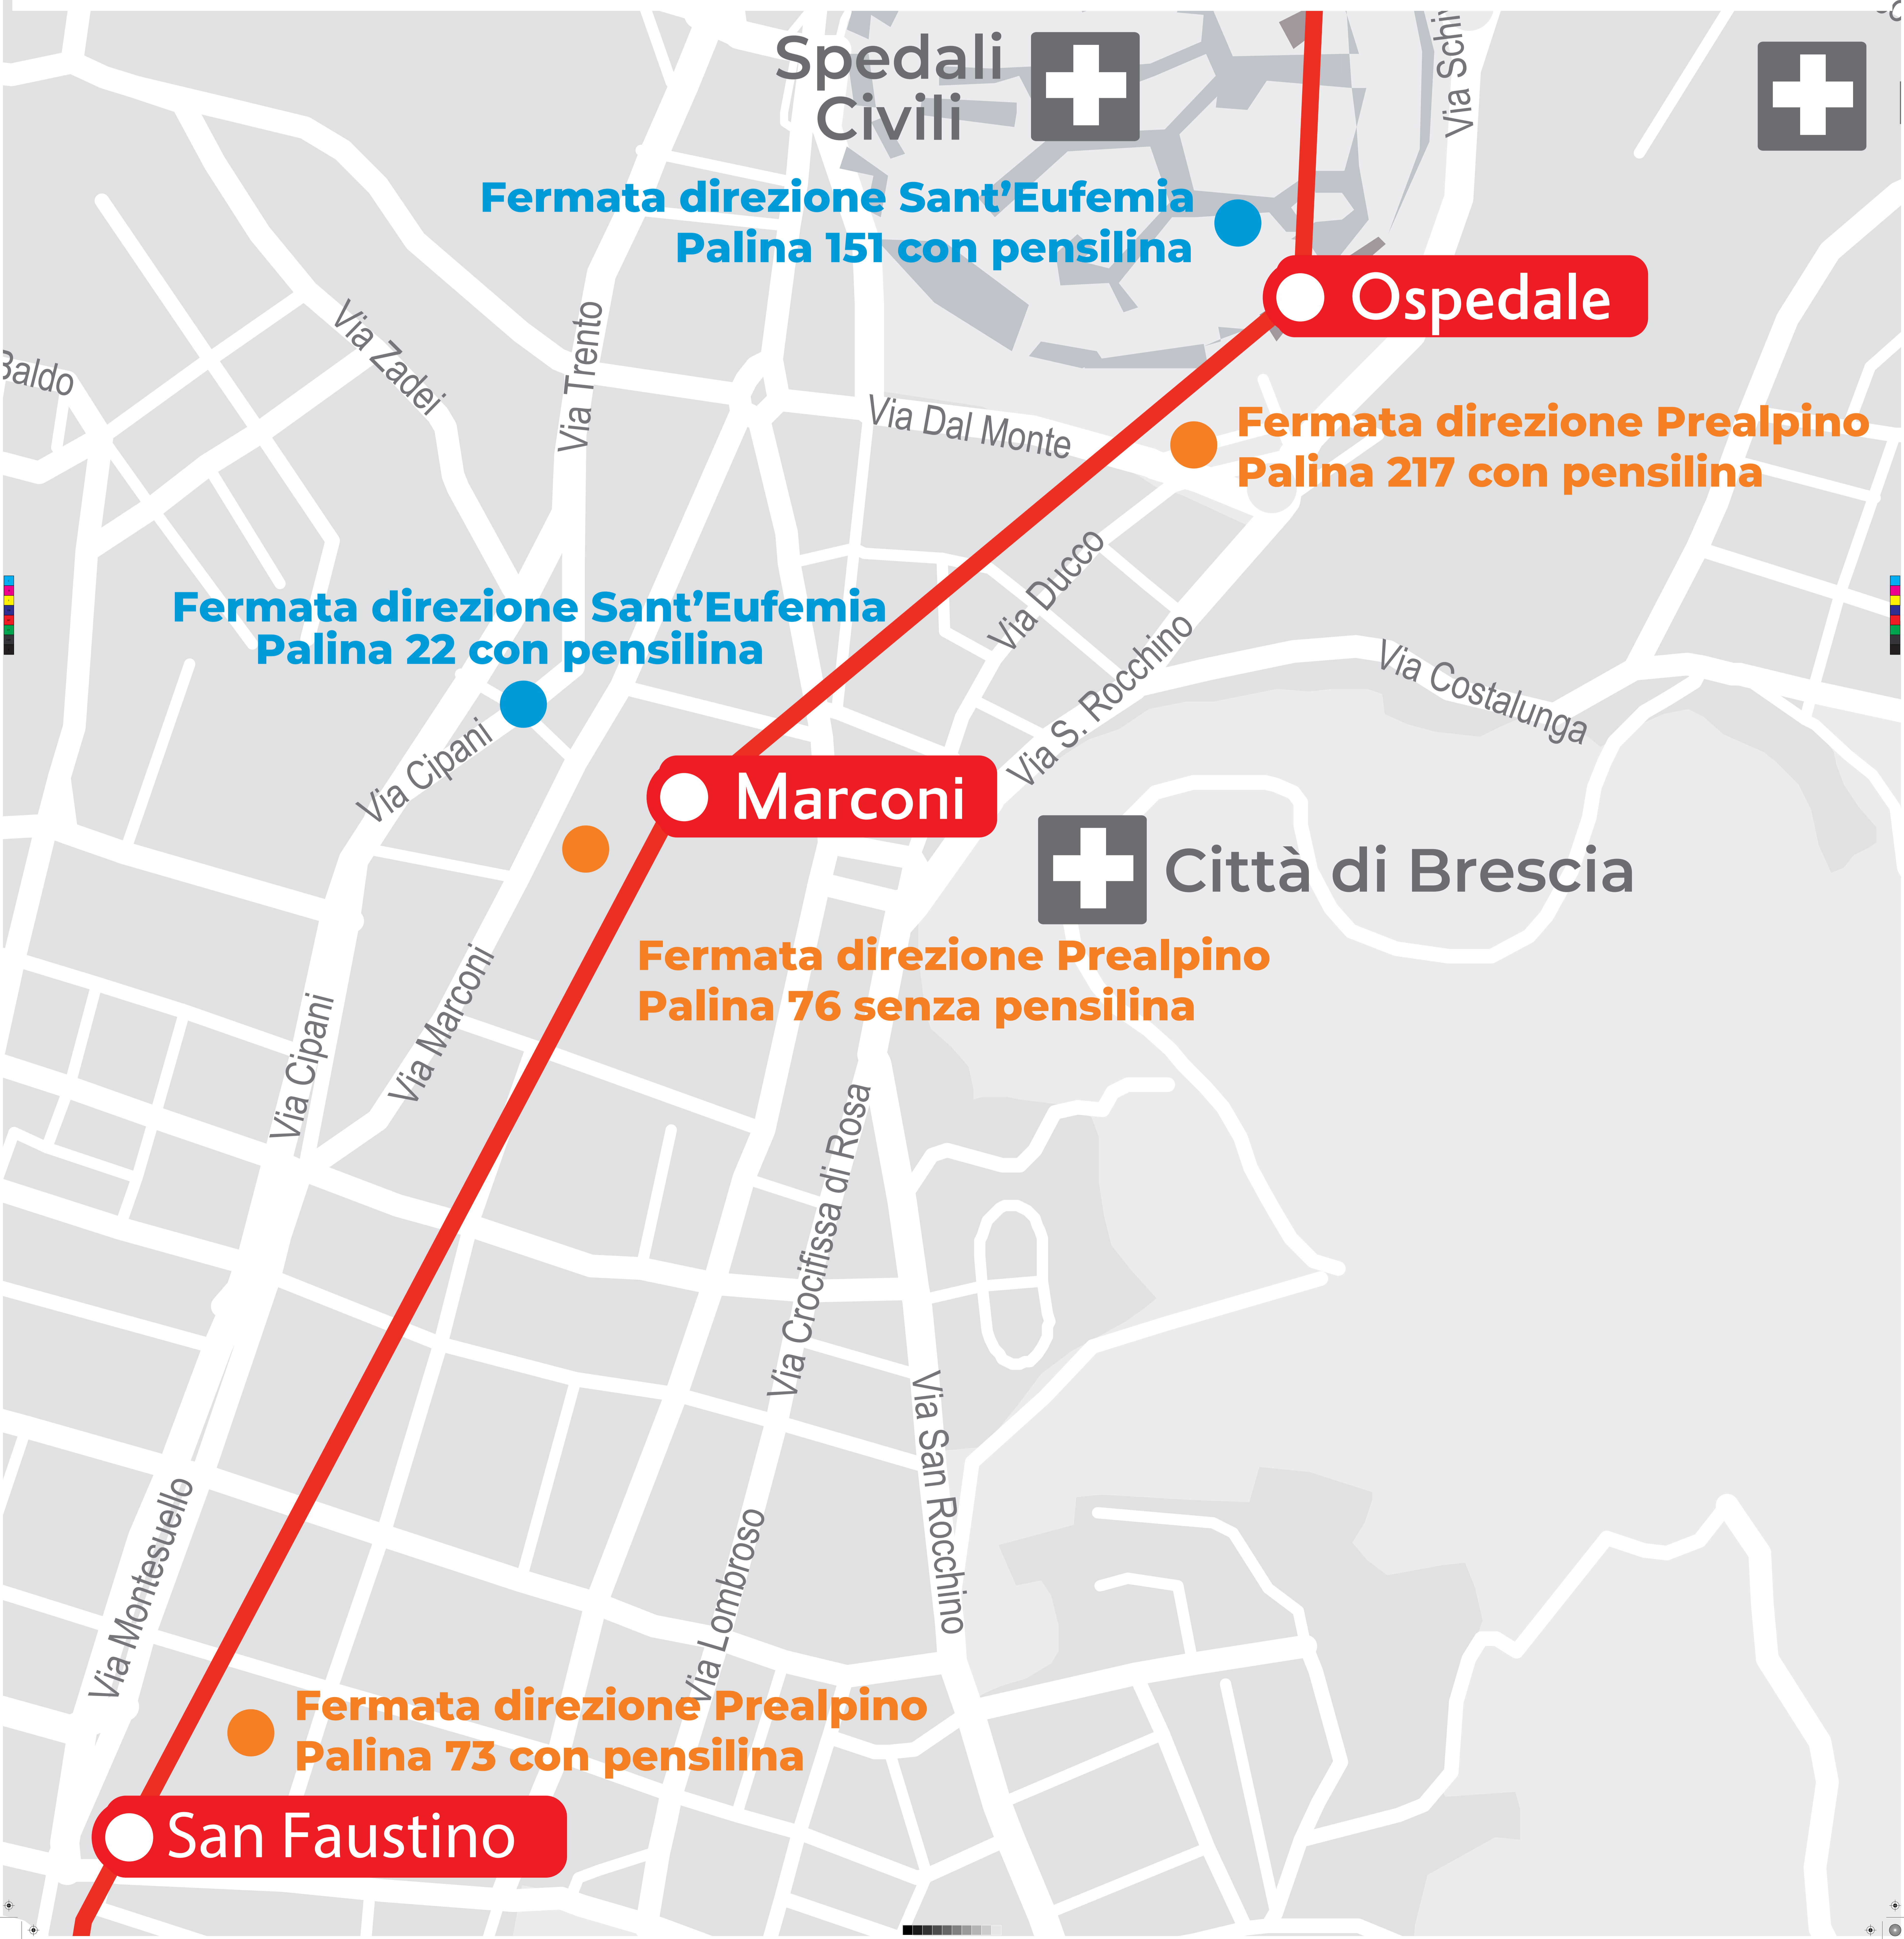 Via Schi
Spedali
Civili
Fermata direzione Sant’Eufemia
Palina 151 con pensilina
Ospedale
Via Zadei
Via Trento
Baldo
Via Dal Monte
Fermata direzione Prealpino
Palina 217 con pensilina
Via Ducco
Fermata direzione Sant’Eufemia
Palina 22 con pensilina
Via S. Rocchino
Via Costalunga
Via Cipani
Marconi
Città di Brescia
Fermata direzione Prealpino
Palina 76 senza pensilina
Via Marconi
Via Cipani
Via Crocifissa di Rosa
Via San Rocchino
Via Montesuello
Via Lombroso
Fermata direzione Prealpino
Palina 73 con pensilina
San Faustino